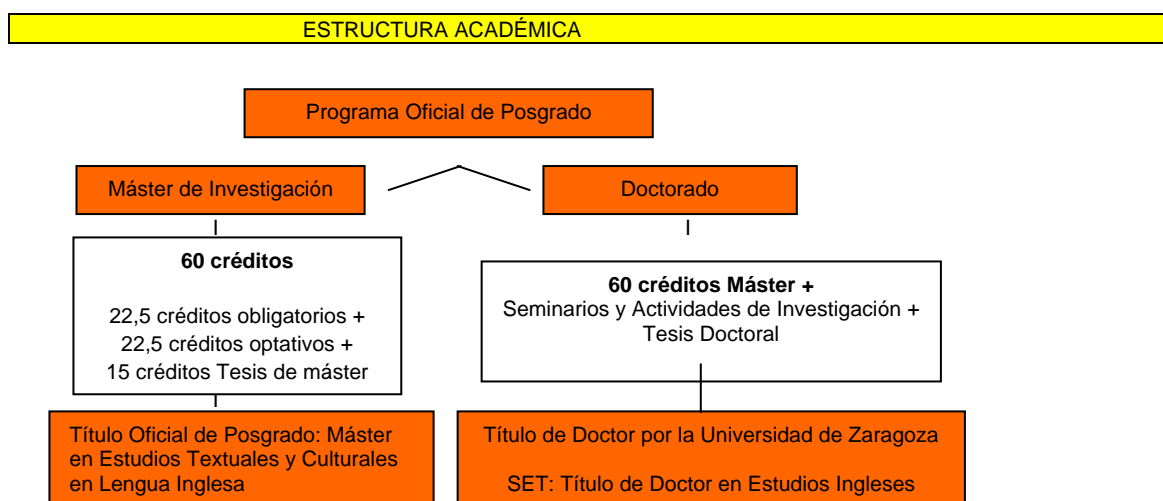 ESTRUCTURA ACADÉMICA
Programa Oficial de Posgrado
Máster de Investigación
Doctorado
60 créditos
22,5 créditos obligatorios +
22,5 créditos optativos +
15 créditos Tesis de máster
60 créditos Máster +
Seminarios y Actividades de Investigación +
Tesis Doctoral
Título Oficial de Posgrado: Máster
en Estudios Textuales y Culturales
en Lengua Inglesa
Título de Doctor por la Universidad de Zaragoza
SET: Título de Doctor en Estudios Ingleses